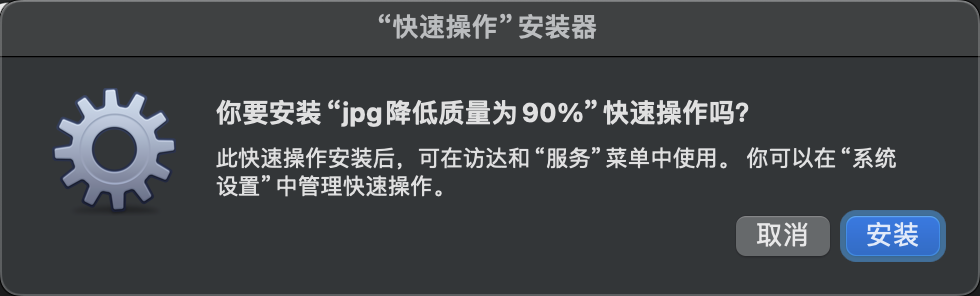 “快速操作”安装器
你要安装“jpg降低质量为90%”快速操作吗?
此快速操作安装后，可在访达和“服务”菜单中使用。 你可以在“系统
设置”中管理快速操作。
取消
安装